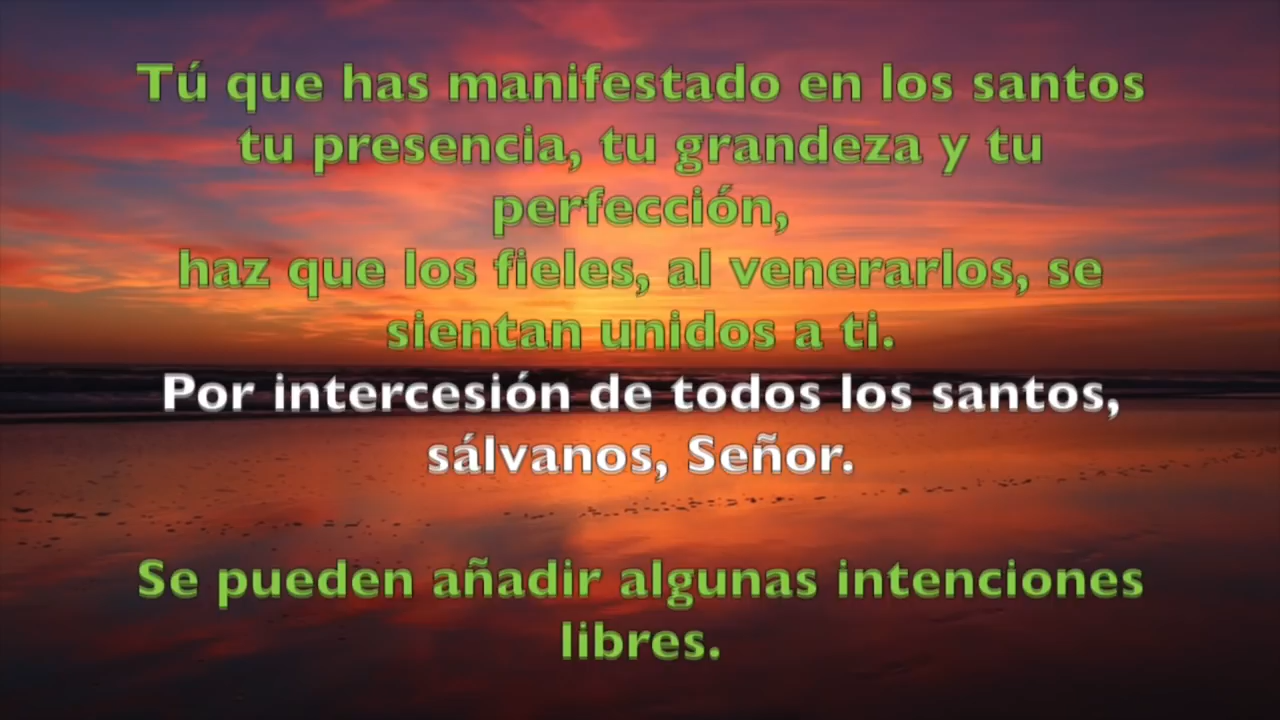 Tú que has manifestado en los santos
tu presencia, tu grandeza y tu
perfección,
haz que los fieles, al venerarlos, se
sientan unidos a ti.
Por intercesión de todos los santos,
sálvanos, Señor.
Se pueden añadir algunas intenciones
libres.